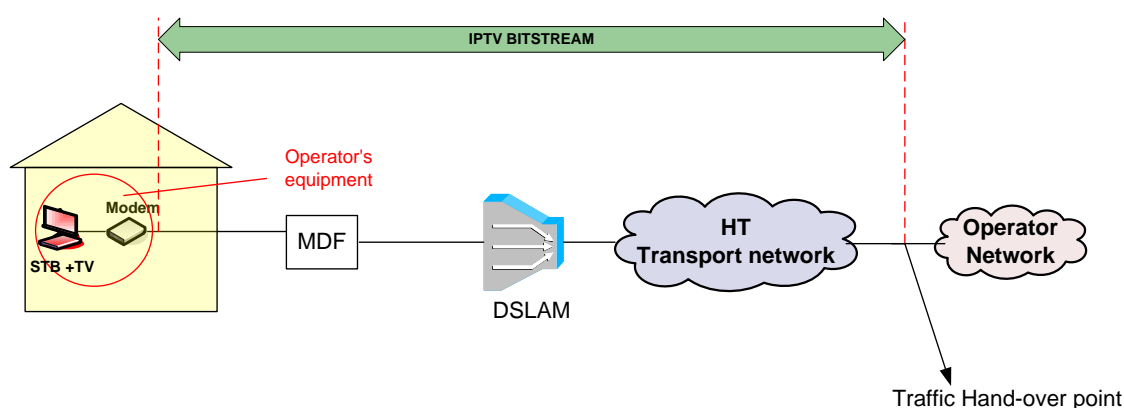 IPTV BITSTREAM
Operator's
equipment
Modem
STB +TV
MDF
DSLAM
HT
Transport network
Operator
Network
Traffic Hand-over point